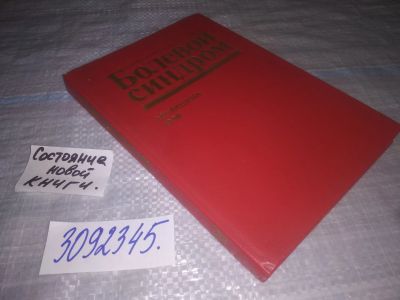 Болевой
синдром
Состояние
новой
книги.
3092345.